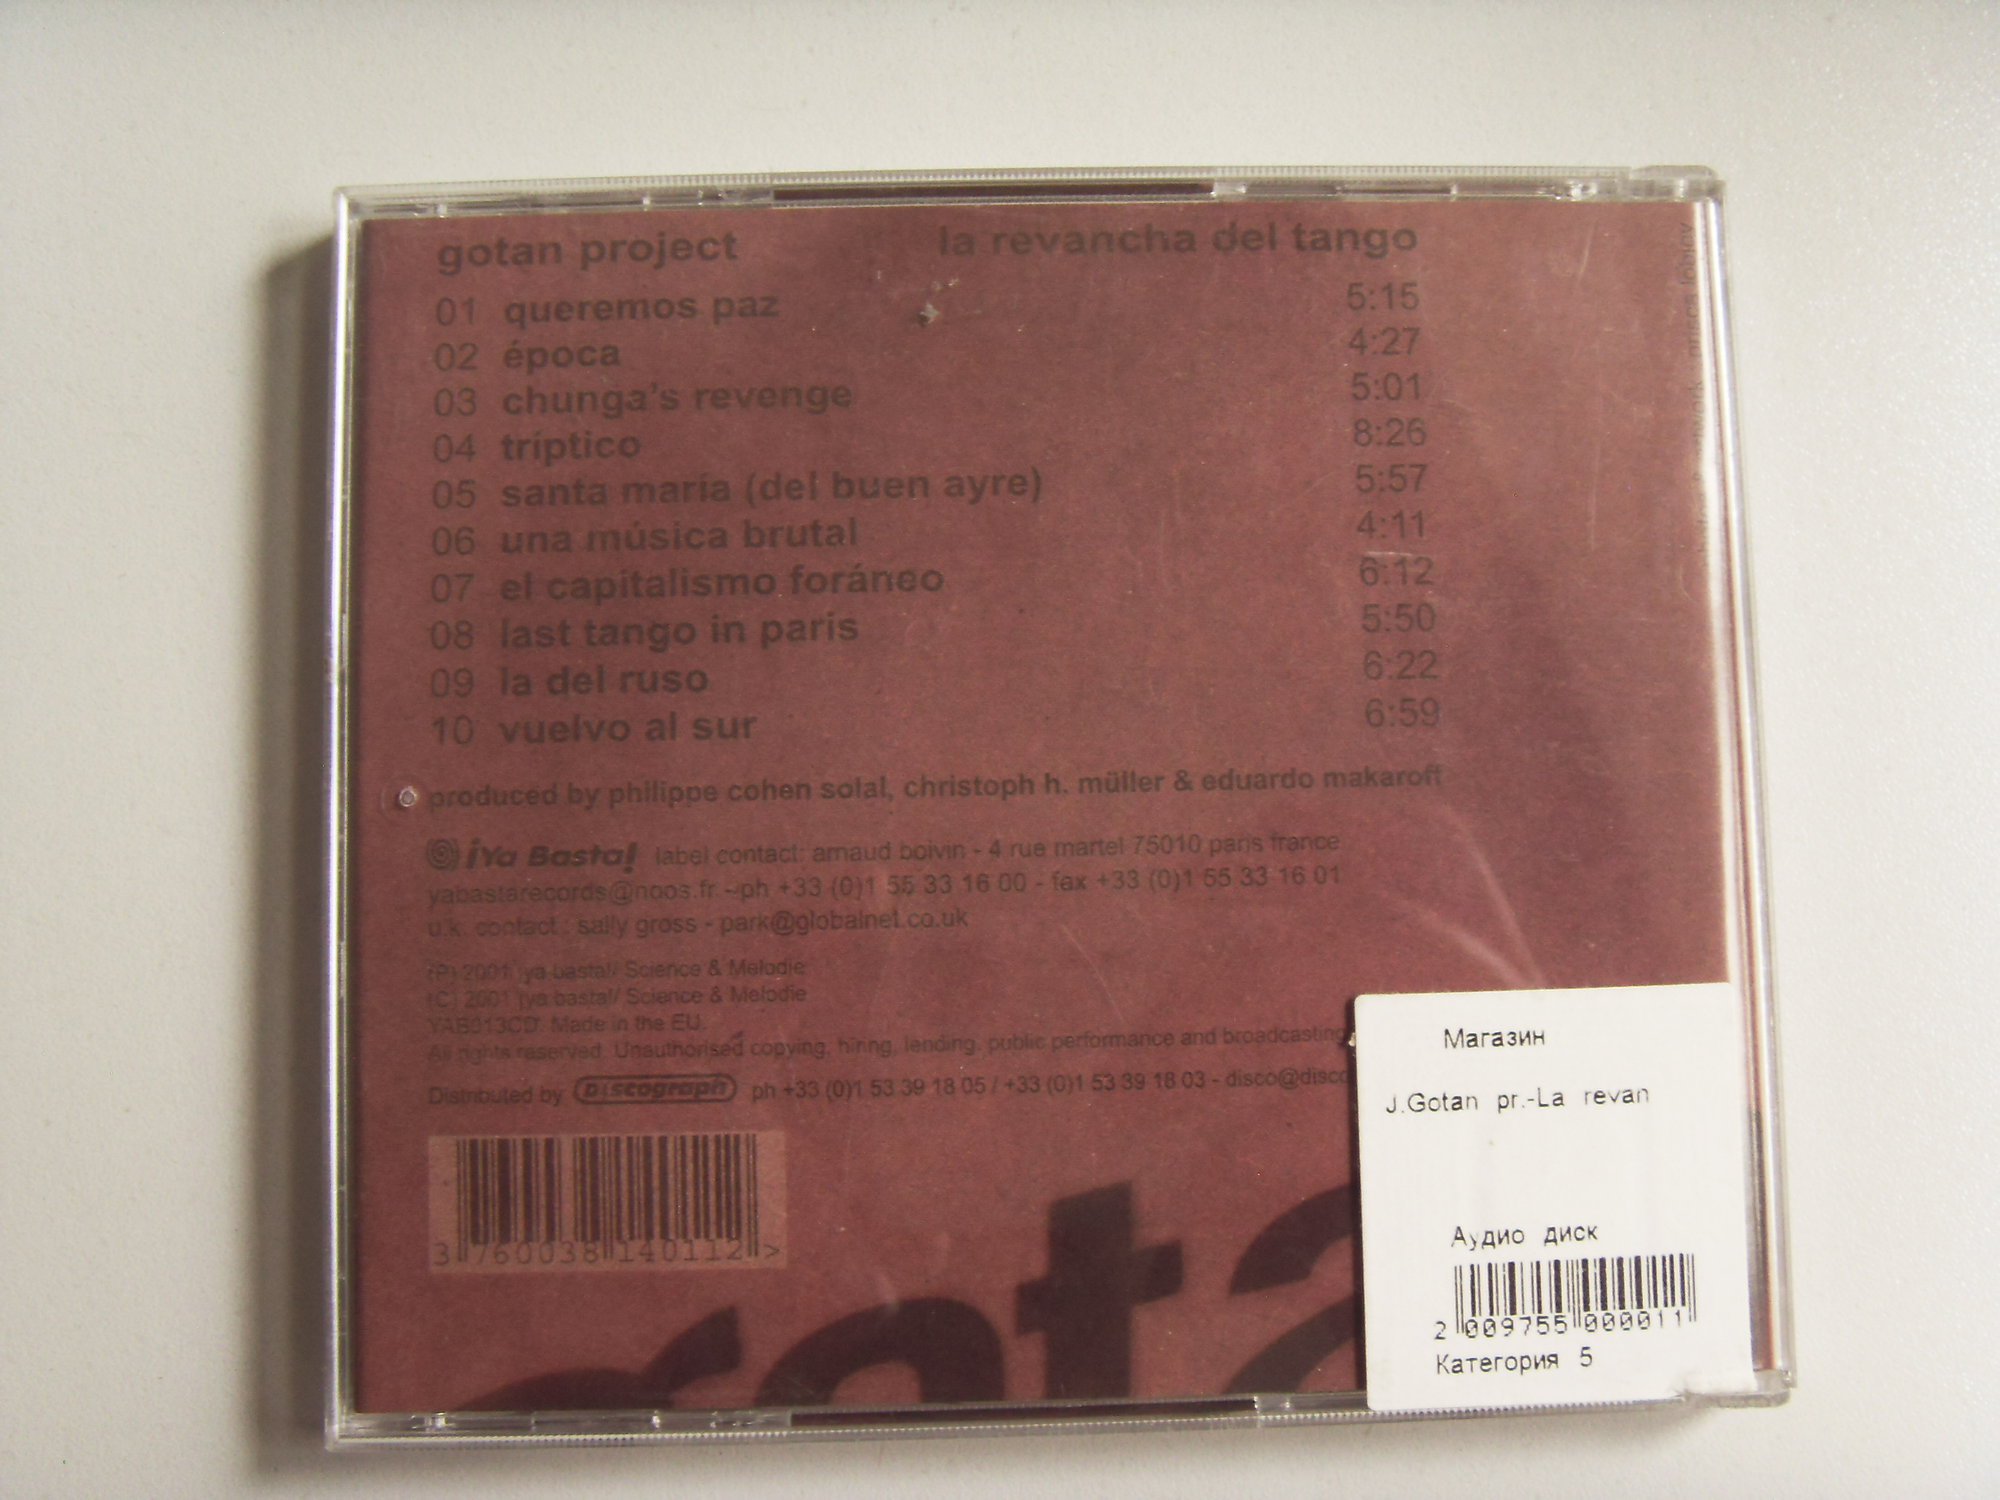 gotan project la revancha del tango
01 queremos paz 5:15
02 época 4:27
03 chunga's revenge 5:01
04 tríptico 8:26
05 santa maría (del buen ayre) 5:57
06 una música brutal 4:11
07 el capitalismo foráneo 6:12
08 last tango in paris 5:50
09 la del ruso 6:22
10 vuelvo al sur 6:59
produced by philippe cohen solal, christoph h. müller & eduardo makaroff
¡Ya Basta! label contact: arnaud boivin - 4 rue martel 75010 paris france
yabastarecords@noos.fr - ph +33 (0)1 55 33 16 00 - fax +33 (0)1 55 33 16 01
u.k. contact : sally gross - park@globalnet.co.uk
(P) 2001 ¡ya basta!/ Science & Melodie
(C) 2001 ¡ya basta!/ Science & Melodie
YAB013CD. Made in the EU.
All rights reserved. Unauthorised copying, hiring, lending, public performance and broadcasting
Distributed by Discograph ph +33 (0)1 53 39 18 05 / +33 (0)1 53 39 18 03 - disco@disco
3 760038 140112 >
gota
Магазин
J.Gotan pr.-La revan
Аудио диск
2 009755 000011
Категория 5